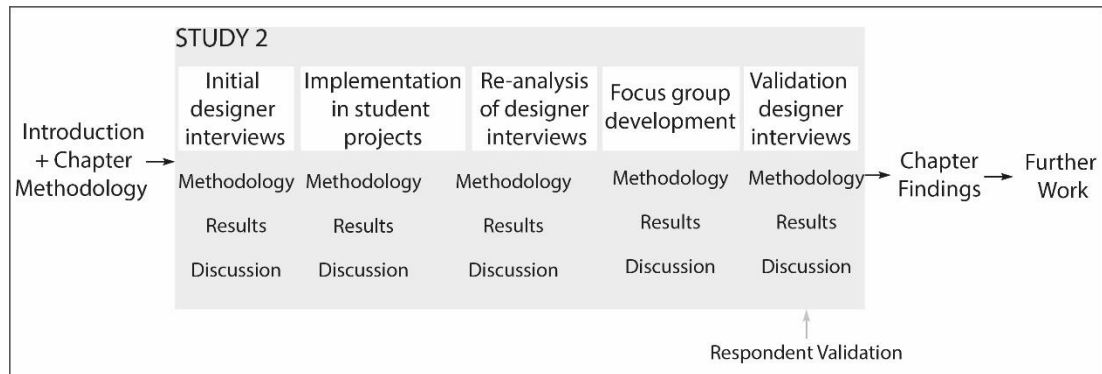 STUDY 2
Introduction
+ Chapter
Methodology
Initial
designer
interviews
Methodology
Results
Discussion
Implementation
in student
projects
Methodology
Results
Discussion
Re-analysis
of designer
interviews
Methodology
Results
Discussion
Focus group
development
Methodology
Results
Discussion
Validation
designer
interviews
Methodology
Results
Discussion
Respondent Validation
Chapter
Findings
Further
Work